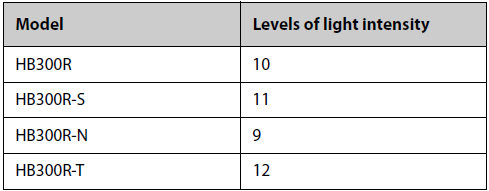 Model Levels of light intensity
HB300R 10
HB300R-S 11
HB300R-N 9
HB300R-T 12